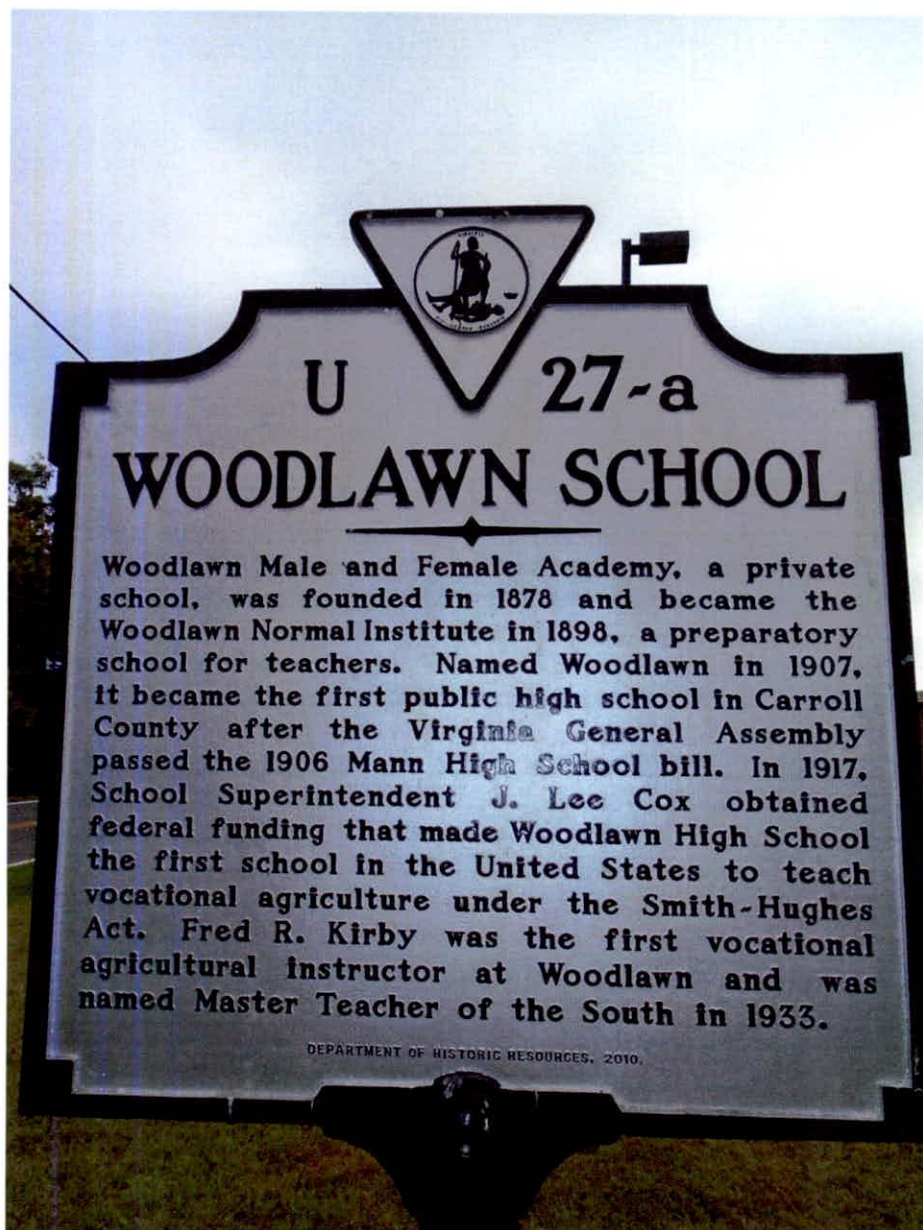 VIRGINIA
U 27-a
WOODLAWN SCHOOL
Woodlawn Male and Female Academy, a private
school, was founded in 1878 and became the
Woodlawn Normal Institute in 1898, a preparatory
school for teachers. Named Woodlawn in 1907,
it became the first public high school in Carroll
County after the Virginia General Assembly
passed the 1906 Mann High School bill. In 1917,
School Superintendent J. Lee Cox obtained
federal funding that made Woodlawn High School
the first school in the United States to teach
vocational agriculture under the Smith-Hughes
Act. Fred R. Kirby was the first vocational
agricultural instructor at Woodlawn and was
named Master Teacher of the South in 1933.
DEPARTMENT OF HISTORIC RESOURCES, 2010.